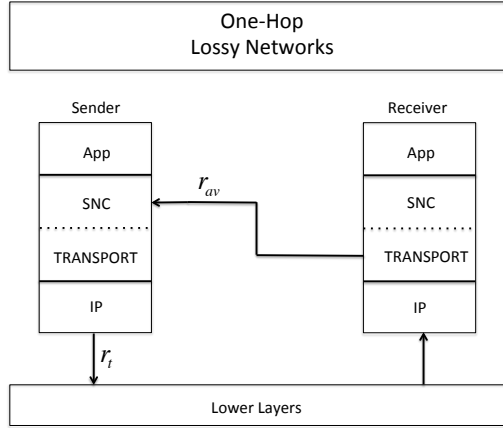 One-Hop
Lossy Networks
Sender
Receiver
App
App
r_av
SNC
SNC
TRANSPORT
TRANSPORT
IP
IP
r_t
Lower Layers